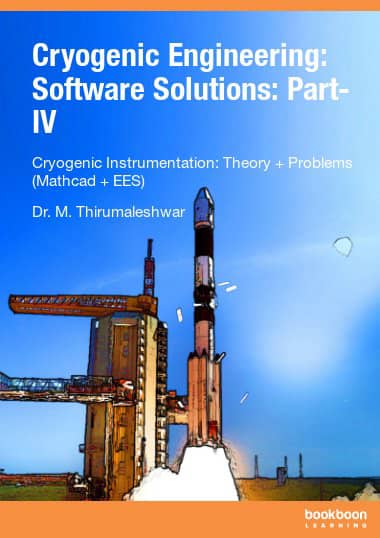 Cryogenic Engineering:
Software Solutions: Part-
IV
Cryogenic Instrumentation: Theory + Problems
(Mathcad + EES)
Dr. M. Thirumaleshwar
bookboon
LEARNING